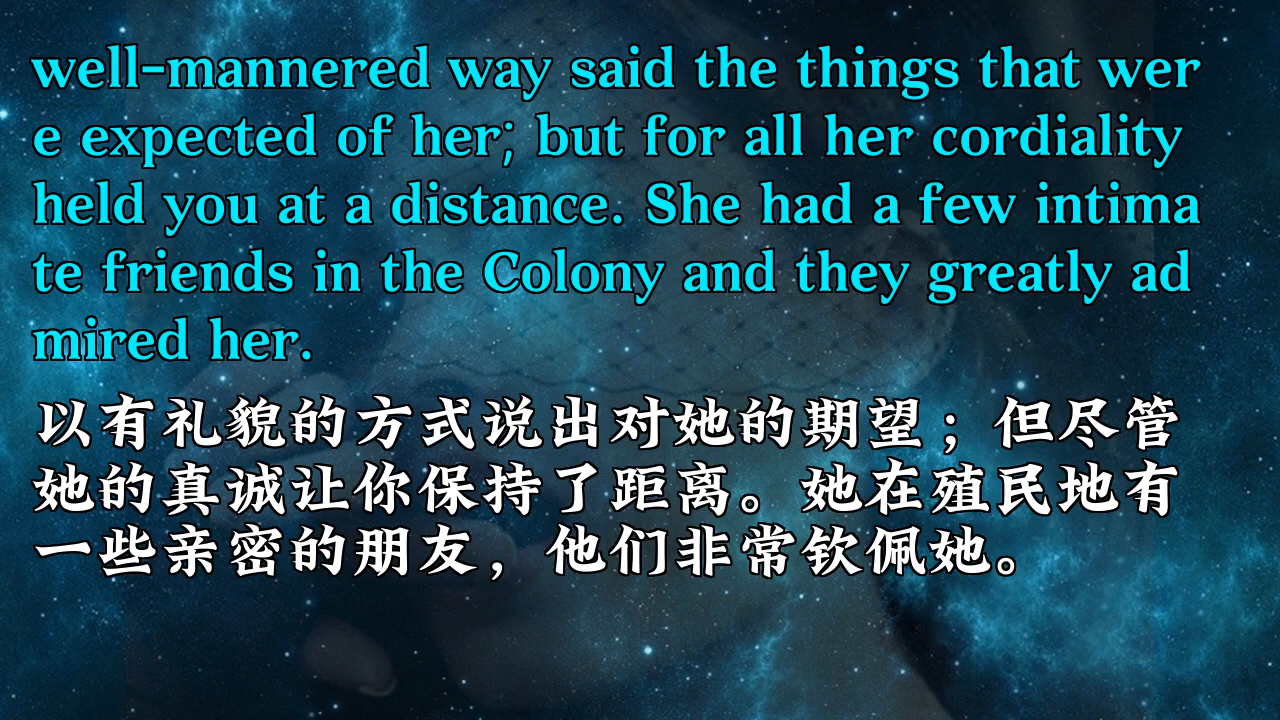 well-mannered way said the things that wer
e expected of her; but for all her cordiality
held you at a distance. She had a few intima
te friends in the Colony and they greatly ad
mired her.
以有礼貌的方式说出对她的期望；但尽管
她的真诚让你保持了距离。她在殖民地有
一些亲密的朋友，他们非常钦佩她。